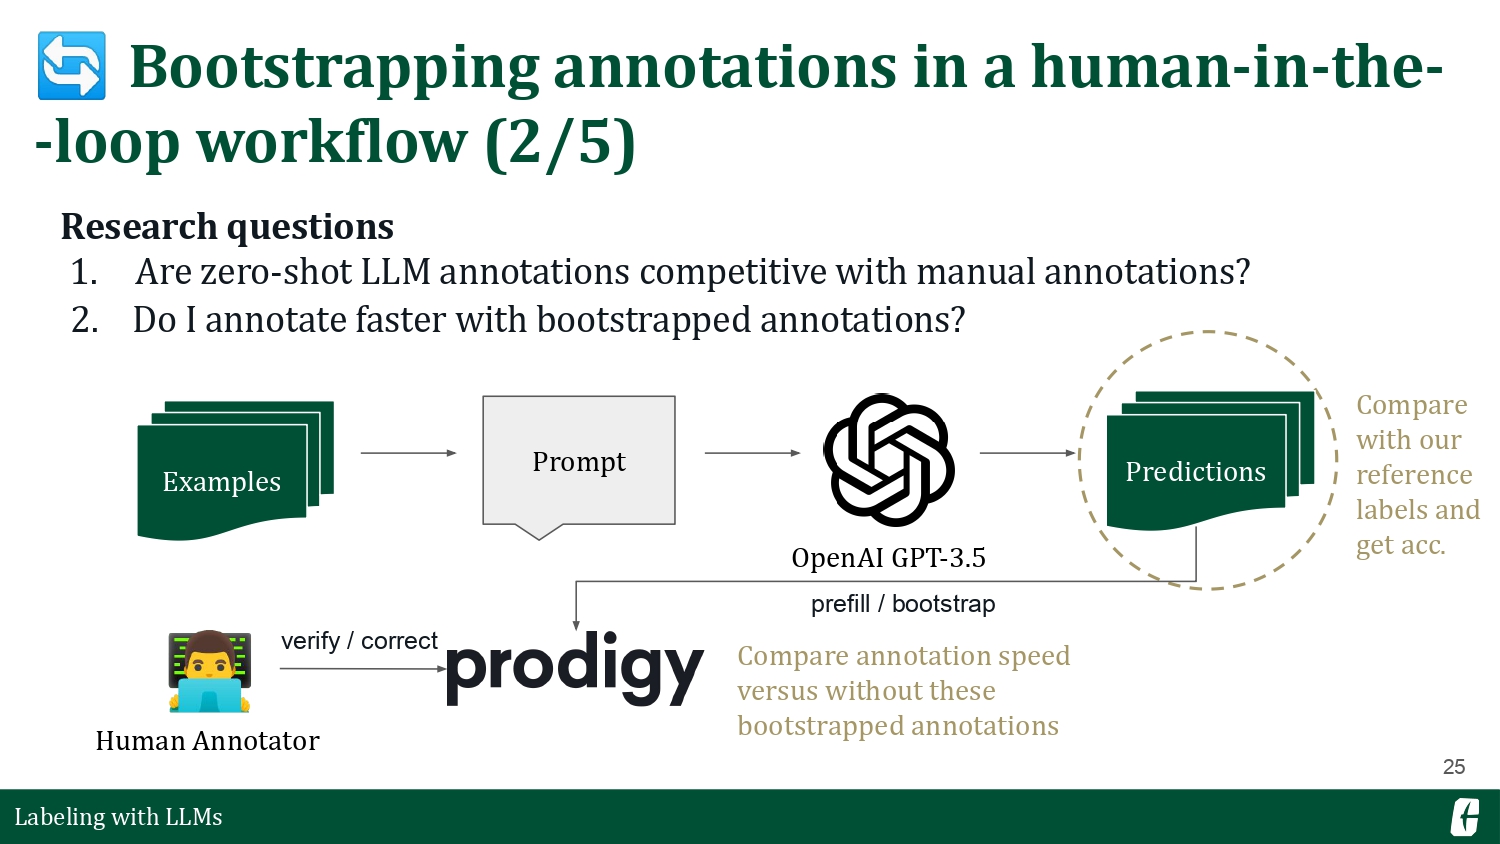 Bootstrapping annotations in a human-in-the-
-loop workflow (2/5)
Research questions
1. Are zero-shot LLM annotations competitive with manual annotations?
2. Do I annotate faster with bootstrapped annotations?
Examples
Prompt
OpenAI GPT-3.5
Predictions
Compare
with our
reference
labels and
get acc.
prefill / bootstrap
verify / correct
Human Annotator
prodigy
Compare annotation speed
versus without these
bootstrapped annotations
25
Labeling with LLMs